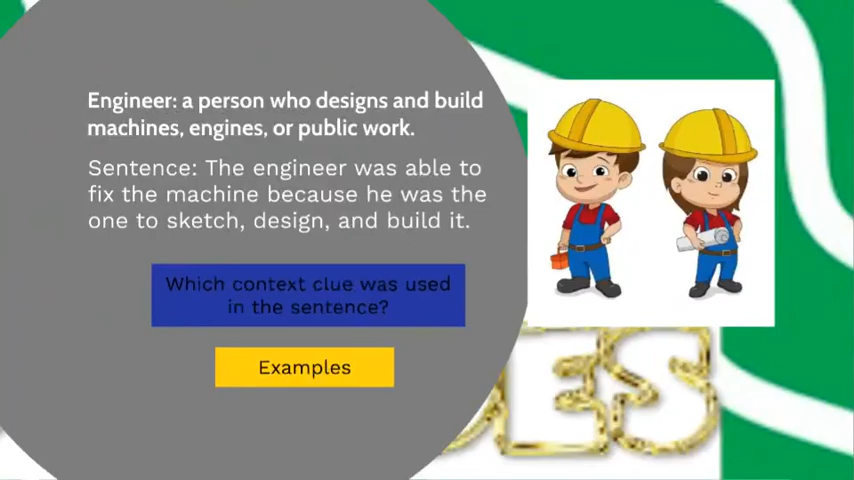 Engineer: a person who designs and build
machines, engines, or public work.
Sentence: The engineer was able to
fix the machine because he was the
one to sketch, design, and build it.
Which context clue was used
in the sentence?
Examples
ES